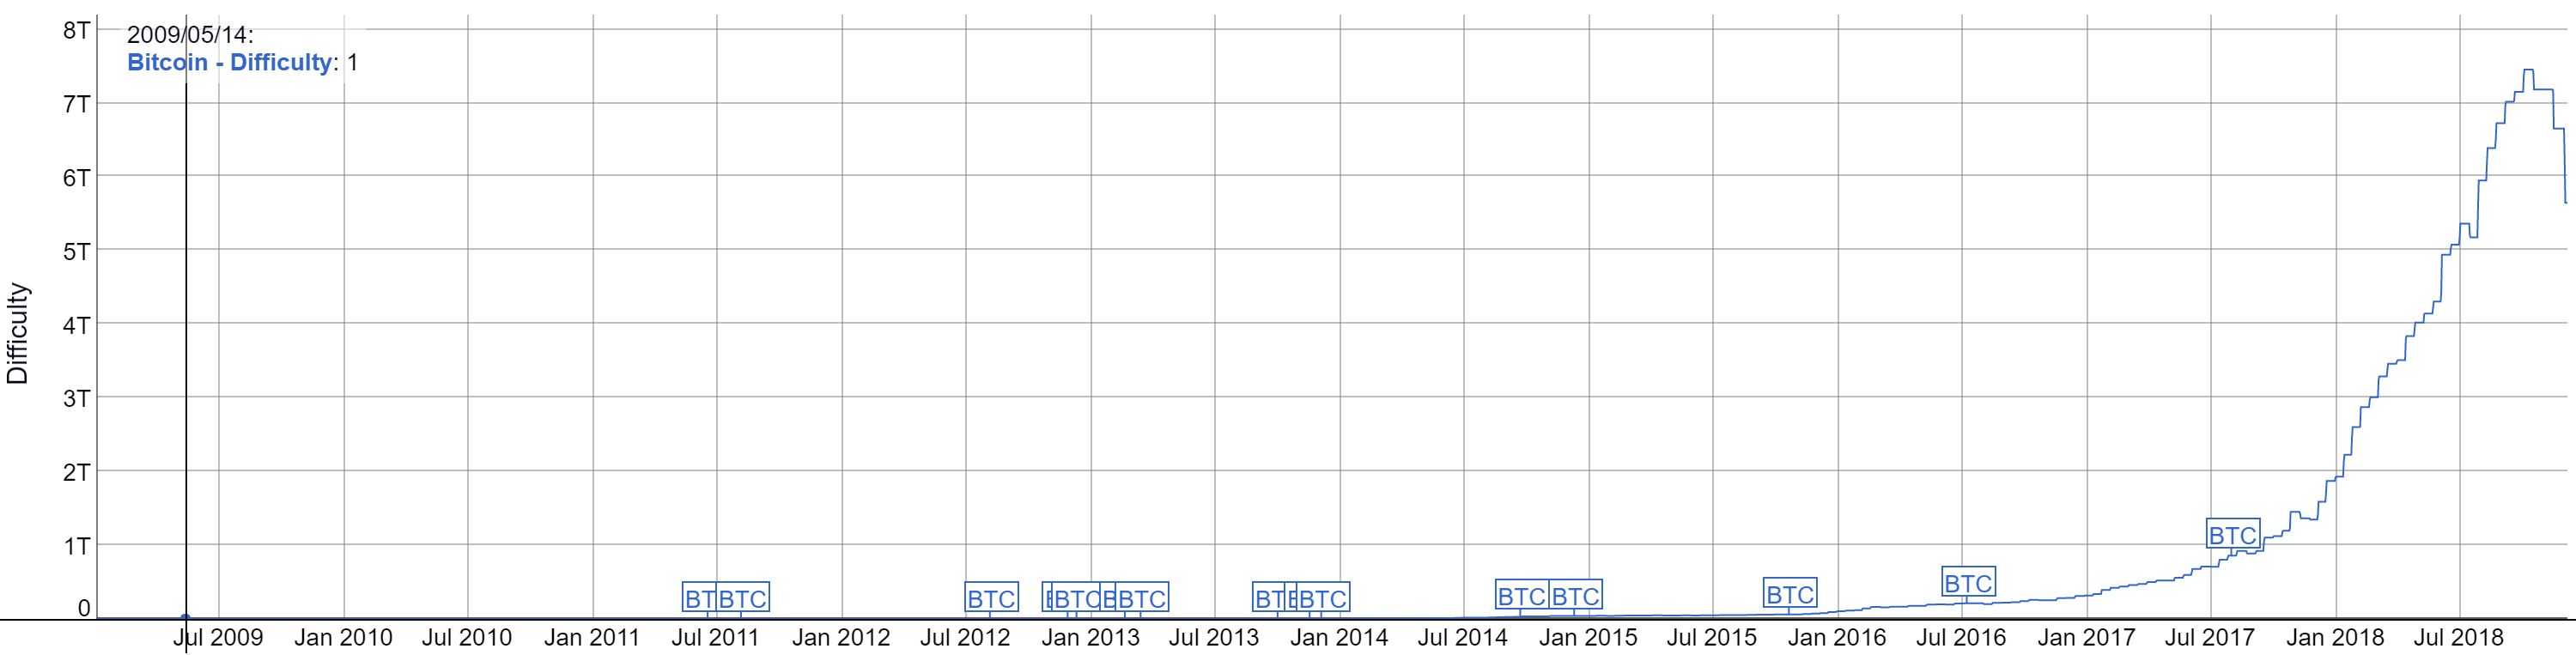 2009/05/14:
Bitcoin - Difficulty: 1
8T
7T
6T
5T
4T
3T
2T
1T
0
Difficulty
BTC
BT BTC BTC E BTC E BTC BT E BTC BTC BTC BTC BTC
Jul 2009 Jan 2010 Jul 2010 Jan 2011 Jul 2011 Jan 2012 Jul 2012 Jan 2013 Jul 2013 Jan 2014 Jul 2014 Jan 2015 Jul 2015 Jan 2016 Jul 2016 Jan 2017 Jul 2017 Jan 2018 Jul 2018